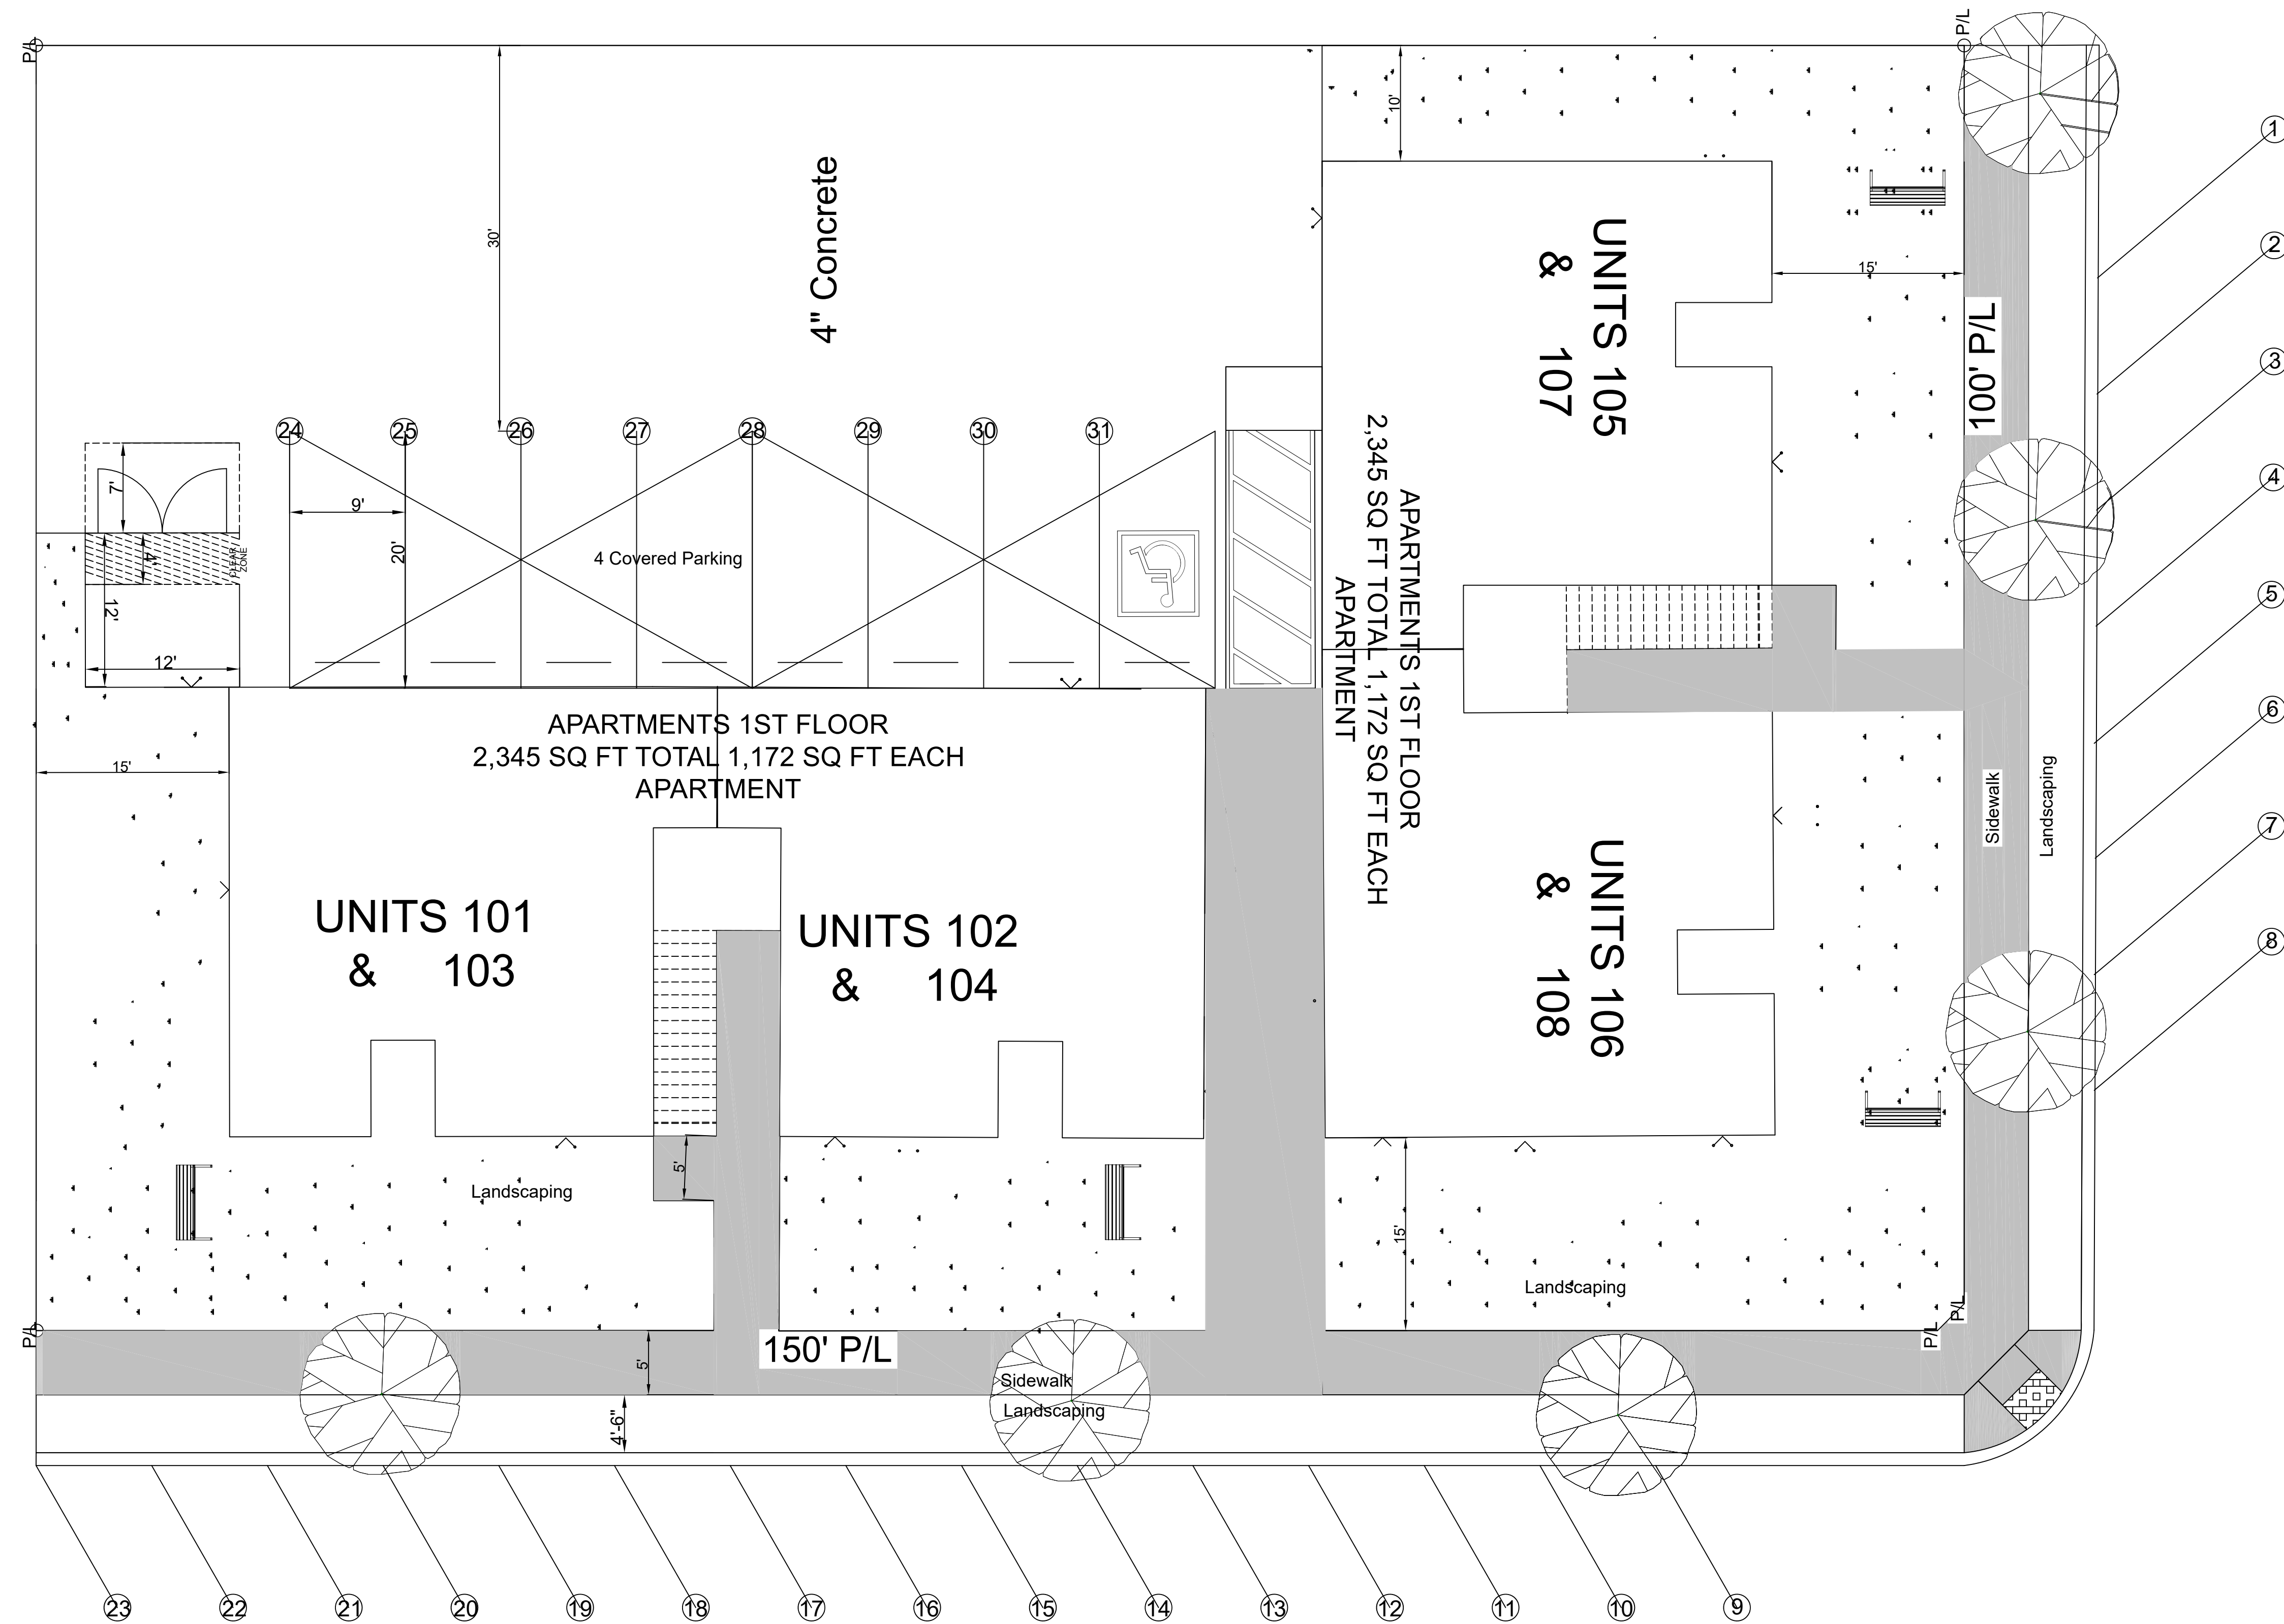 P/L
P/L
10'
30'
4" Concrete
UNITS 105
& 107
15'
100' P/L
1
2
3
4
5
6
7
8
24
25
26
27
28
29
30
31
7'
9'
20'
4 Covered Parking
4'
CLEAR
ZONE
12'
12'
APARTMENTS 1ST FLOOR
2,345 SQ FT TOTAL 1,172 SQ FT EACH
APARTMENT
APARTMENTS 1ST FLOOR
2,345 SQ FT TOTAL 1,172 SQ FT EACH
APARTMENT
15'
Sidewalk
Landscaping
UNITS 101
& 103
UNITS 102
& 104
UNITS 106
& 108
5'
Landscaping
15'
Landscaping
P/L
P/L
P/L
150' P/L
5'
Sidewalk
Landscaping
4'-6"
23
22
21
20
19
18
17
16
15
14
13
12
11
10
9